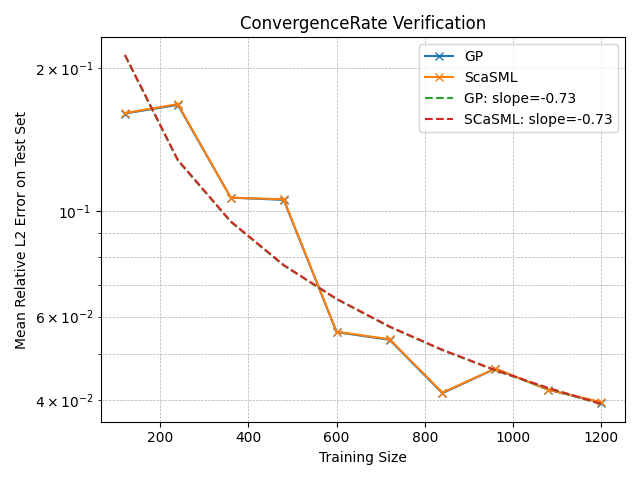 ConvergenceRate Verification
GP
ScaSML
GP: slope=-0.73
SCaSML: slope=-0.73
Mean Relative L2 Error on Test Set
2 × 10⁻¹
10⁻¹
6 × 10⁻²
4 × 10⁻²
200 400 600 800 1000 1200
Training Size